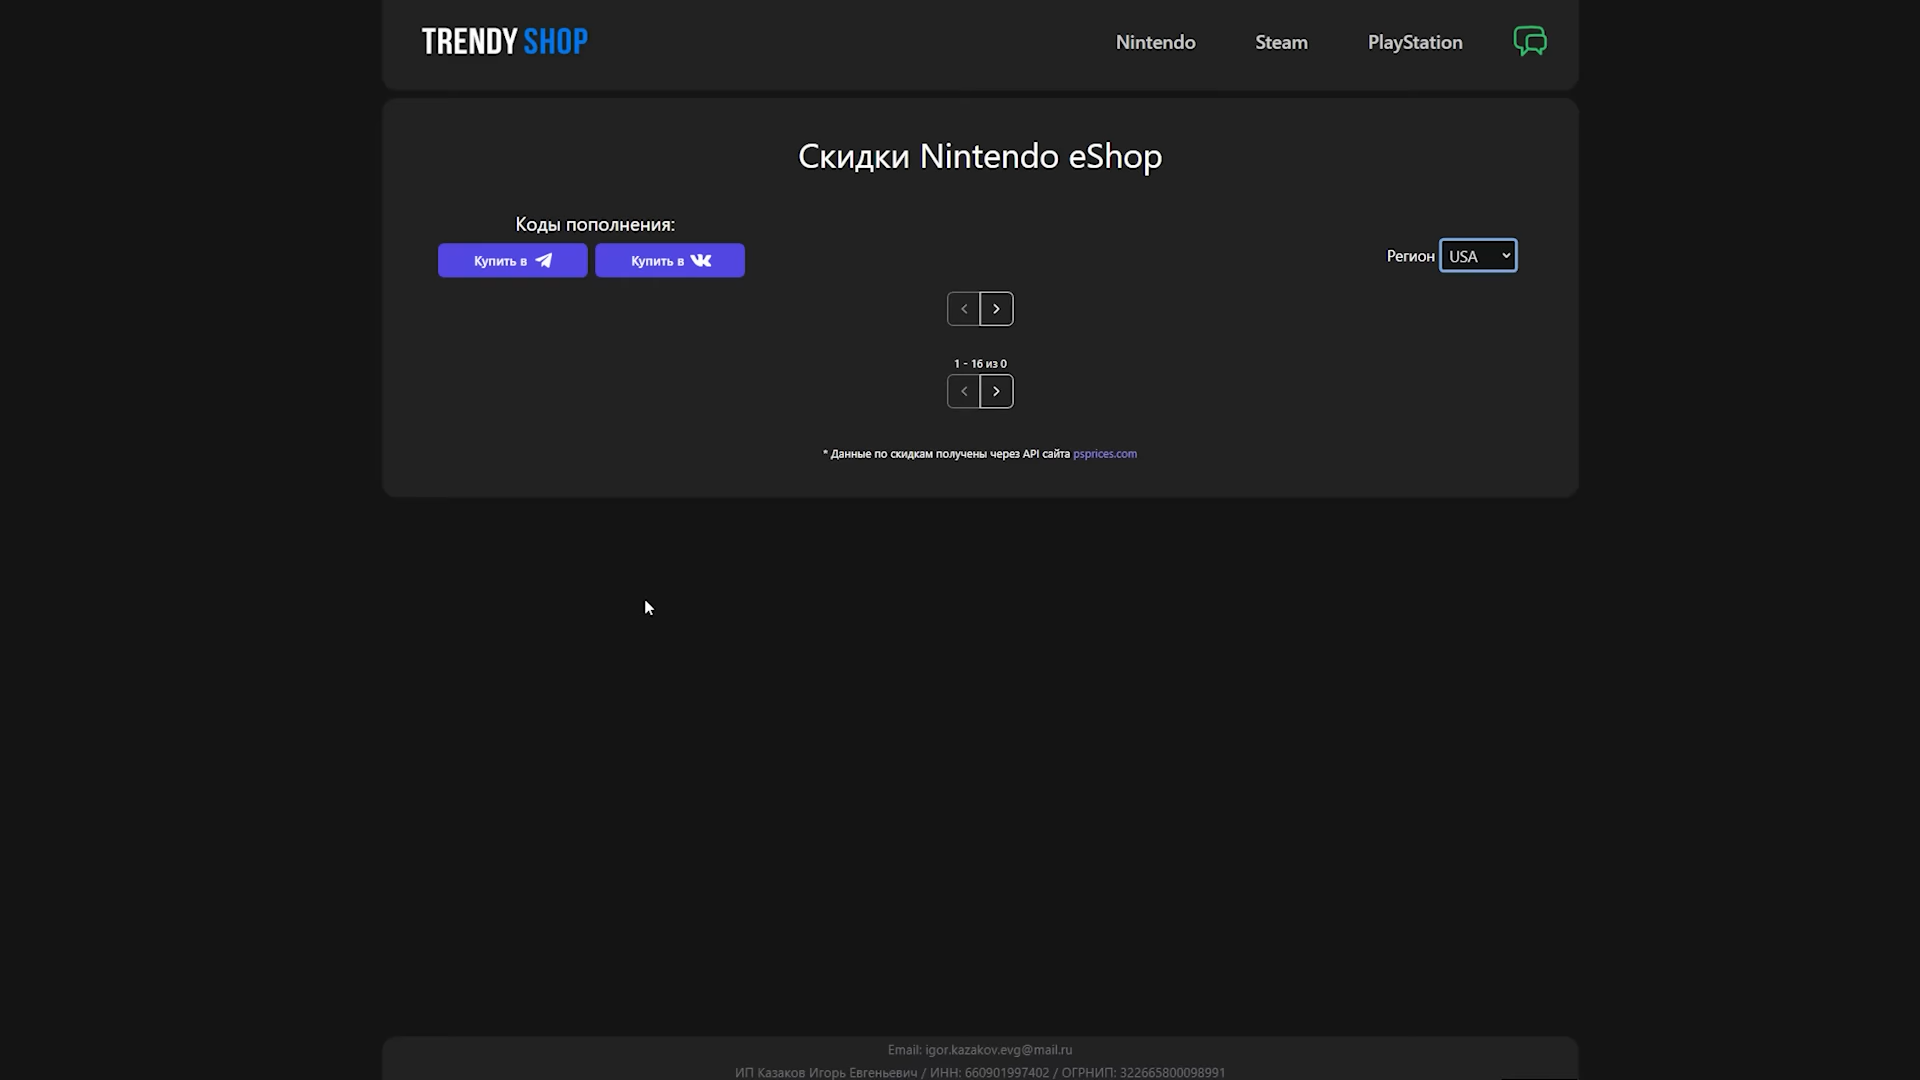 TRENDY SHOP
Nintendo Steam PlayStation
Скидки Nintendo eShop
Коды пополнения:
Купить в Купить в
Регион USA
1 - 16 из 0
* Данные по скидкам получены через API сайта psprices.com
Email: igor.kazakov.evg@mail.ru
ИП Казаков Игорь Евгеньевич / ИНН: 660901997402 / ОГРНИП: 322665800098991